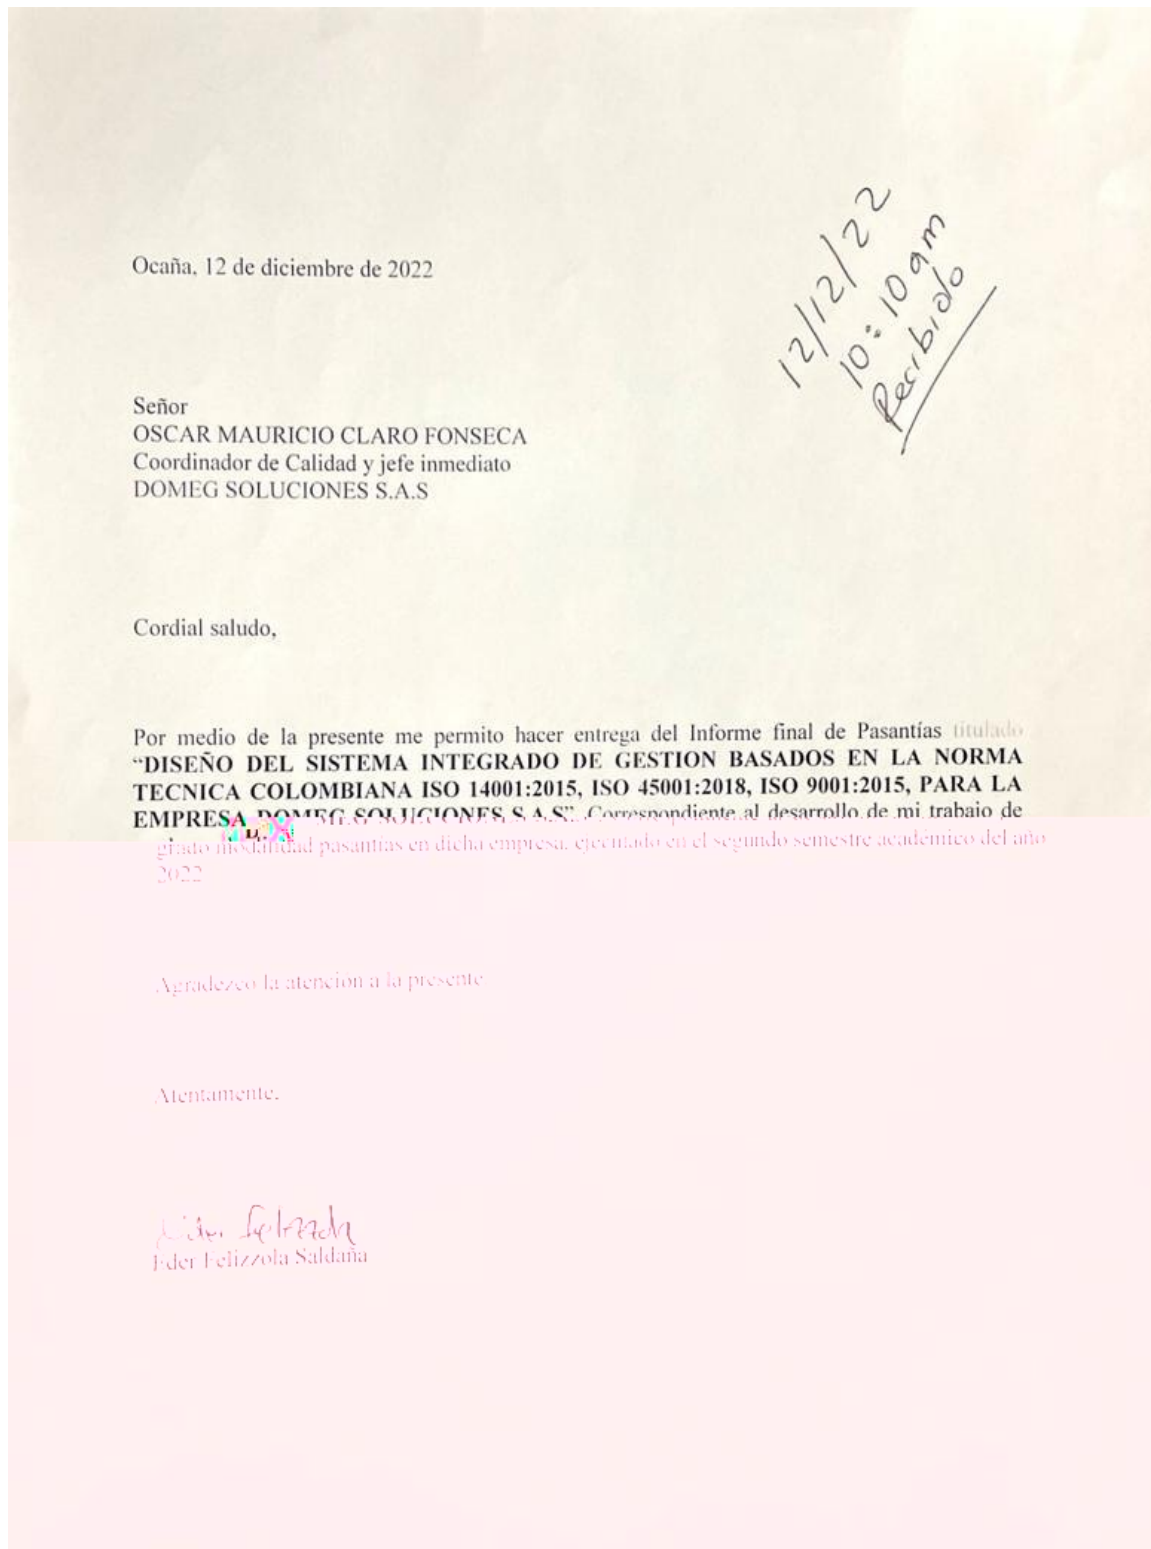 Ocaña, 12 de diciembre de 2022
12/12/22
10:10 am
Recibido
Señor
OSCAR MAURICIO CLARO FONSECA
Coordinador de Calidad y jefe inmediato
DOMEG SOLUCIONES S.A.S
Cordial saludo,
Por medio de la presente me permito hacer entrega del Informe final de Pasantías titulado
“DISEÑO DEL SISTEMA INTEGRADO DE GESTION BASADOS EN LA NORMA
TECNICA COLOMBIANA ISO 14001:2015, ISO 45001:2018, ISO 9001:2015, PARA LA
EMPRESA DOMEG SOLUCIONES S.A.S”. Correspondiente al desarrollo de mi trabajo de
grado modalidad pasantías en dicha empresa, ejecutado en el segundo semestre académico del año
2022
Agradezco la atención a la presente
Atentamente,
Eder Felizzola
Eder Felizzola Saldaña